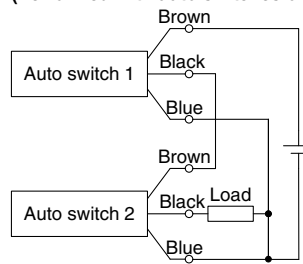 Brown
Auto switch 1
Black
Blue
Brown
Auto switch 2
Black
Load
Blue